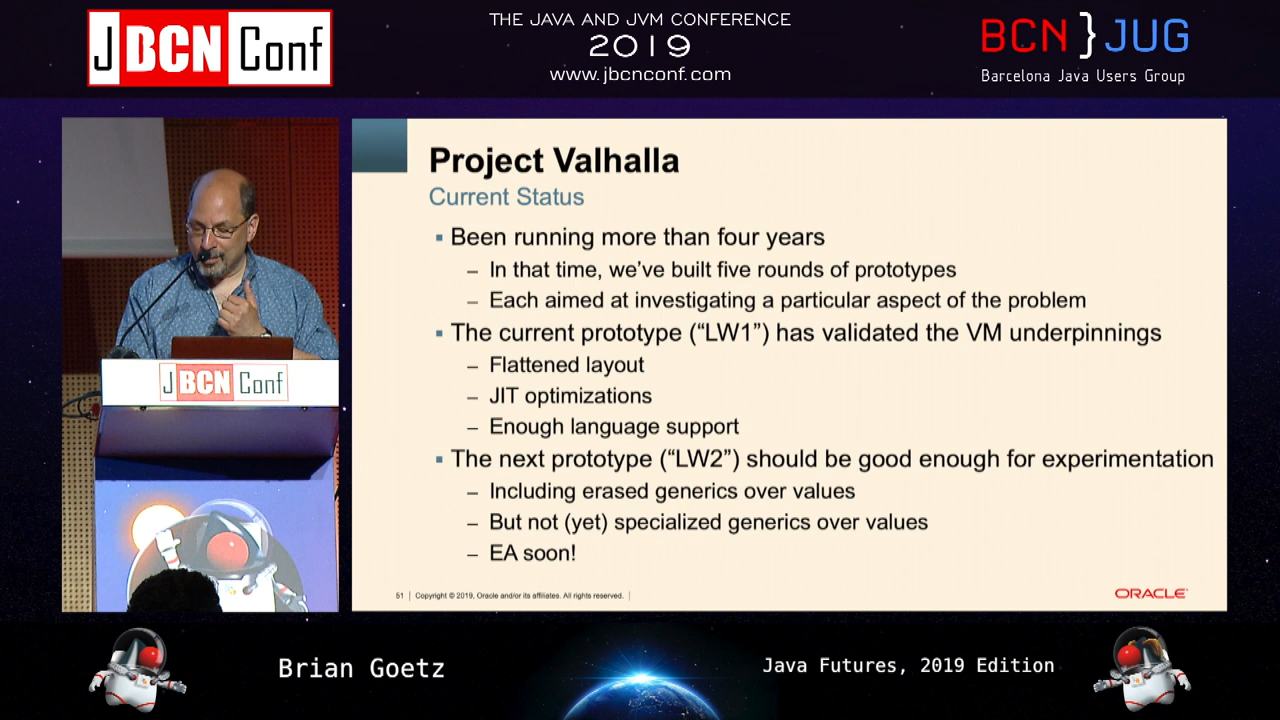 J BCN Conf
THE JAVA AND JVM CONFERENCE
2019
www.jbcnconf.com
BCN } JUG
Barcelona Java Users Group
J BCN Conf
Project Valhalla
Current Status
▪ Been running more than four years
– In that time, we've built five rounds of prototypes
– Each aimed at investigating a particular aspect of the problem
▪ The current prototype (“LW1”) has validated the VM underpinnings
– Flattened layout
– JIT optimizations
– Enough language support
▪ The next prototype (“LW2”) should be good enough for experimentation
– Including erased generics over values
– But not (yet) specialized generics over values
– EA soon!
51 | Copyright © 2019, Oracle and/or its affiliates. All rights reserved. |
ORACLE®
Brian Goetz
Java Futures, 2019 Edition